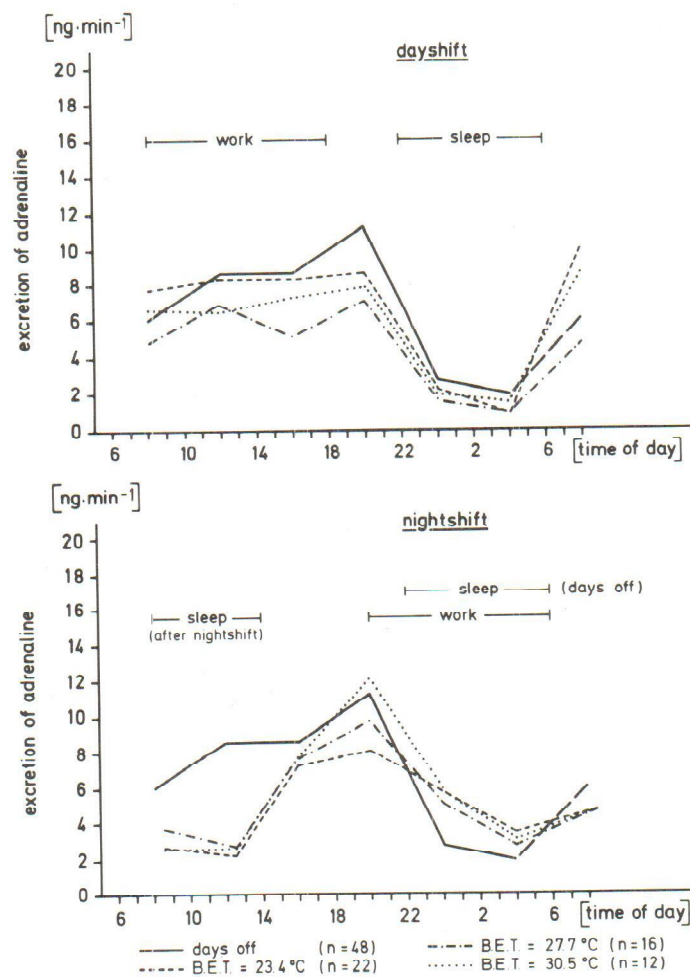 [ng·min⁻¹]
dayshift
20
18
16
14
12
10
8
6
4
2
0
excretion of adrenaline
work
sleep
6 10 14 18 22 2 6 [time of day]
[ng·min⁻¹]
nightshift
20
18
16
14
12
10
8
6
4
2
0
excretion of adrenaline
sleep (days off)
sleep
(after nightshift)
work
6 10 14 18 22 2 6 [time of day]
days off (n=48) B.E.T. = 27.7 °C (n=16)
B.E.T. = 23.4 °C (n=22) B.E.T. = 30.5 °C (n=12)